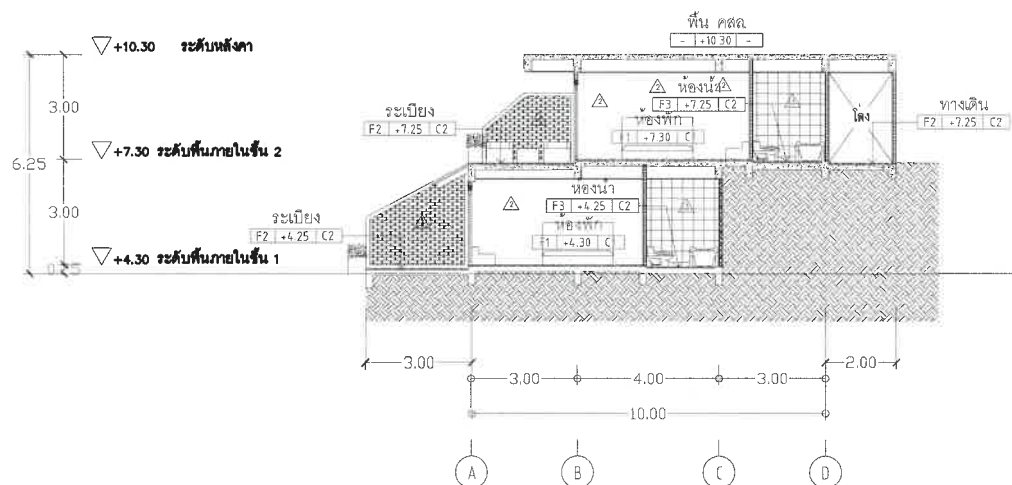 พื้น คสล.
- +10.30 -
+10.30 ระดับหลังคา
3.00
6.25
3.00
ระเบียง
F2 +7.25 C2
2 ห้องน้ำ 2
2
F3 +7.25 C2
ห้องพัก
F1 +7.30 C
โล่ง
ทางเดิน
F2 +7.25 C2
+7.30 ระดับพื้นภายในชั้น 2
ห้องน้ำ
2
F3 +4.25 C2
ห้องพัก
F1 +4.30 C
ระเบียง
F2 +4.25 C2
+4.30 ระดับพื้นภายในชั้น 1
3.00
2.00
3.00 4.00 3.00
10.00
A B C D